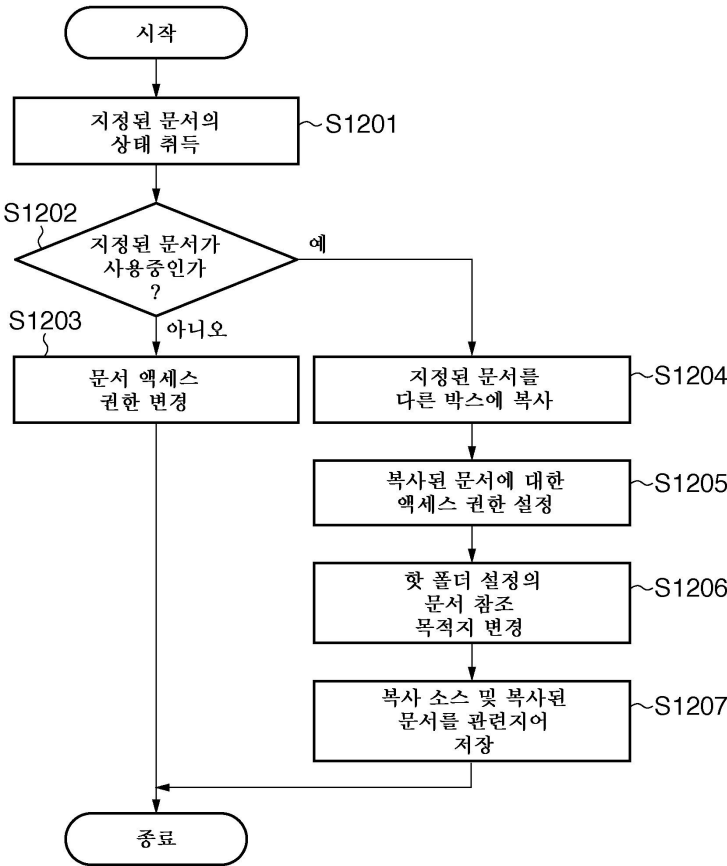 시작
지정된 문서의
상태 취득
S1201
S1202
지정된 문서가
사용중인가
?
예
아니오
S1203
문서 액세스
권한 변경
지정된 문서를
다른 박스에 복사
S1204
복사된 문서에 대한
액세스 권한 설정
S1205
핫 폴더 설정의
문서 참조
목적지 변경
S1206
복사 소스 및 복사된
문서를 관련지어
저장
S1207
종료